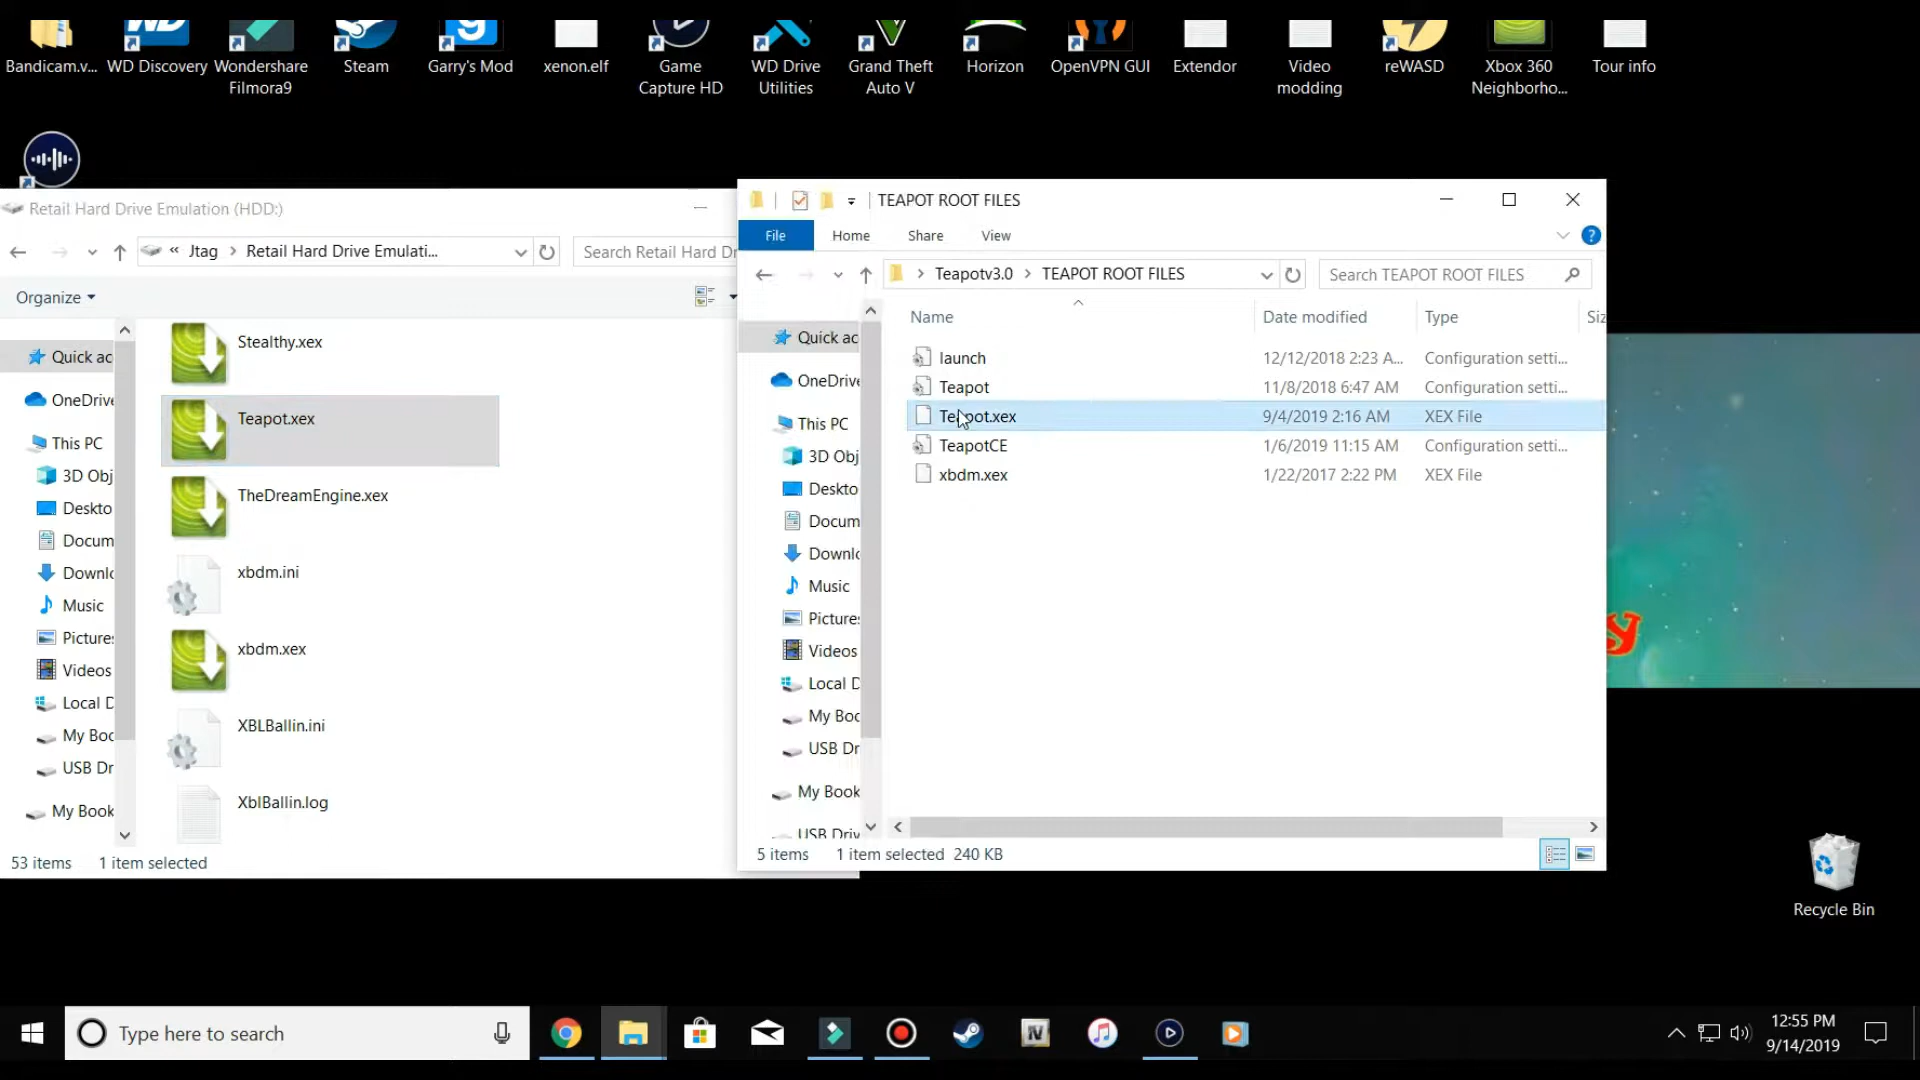 Bandicam.v...
WD Discovery
Wondershare
Filmora9
Steam
Garry's Mod
xenon.elf
Game
Capture HD
WD Drive
Utilities
Grand Theft
Auto V
Horizon
OpenVPN GUI
Extendor
Video
modding
reWASD
Xbox 360
Neighborho...
Tour info
Retail Hard Drive Emulation (HDD:)
« Jtag > Retail Hard Drive Emulati...
Search Retail Hard Dr
Organize
Quick ac
OneDrive
This PC
3D Obj
Deskto
Docum
Downlo
Music
Pictures
Videos
Local D
My Boo
USB Dr
My Book
Stealthy.xex
Teapot.xex
TheDreamEngine.xex
xbdm.ini
xbdm.xex
XBLBallin.ini
XblBallin.log
53 items 1 item selected
TEAPOT ROOT FILES
File Home Share View
> Teapotv3.0 > TEAPOT ROOT FILES
Search TEAPOT ROOT FILES
Quick ac
OneDrive
This PC
3D Obj
Deskto
Docum
Downlo
Music
Pictures
Videos
Local D
My Boo
USB Dr
My Book
USB Driv
Name Date modified Type Siz
launch 12/12/2018 2:23 A... Configuration setti...
Teapot 11/8/2018 6:47 AM Configuration setti...
Teapot.xex 9/4/2019 2:16 AM XEX File
TeapotCE 1/6/2019 11:15 AM Configuration setti...
xbdm.xex 1/22/2017 2:22 PM XEX File
5 items 1 item selected 240 KB
Recycle Bin
Type here to search
12:55 PM
9/14/2019